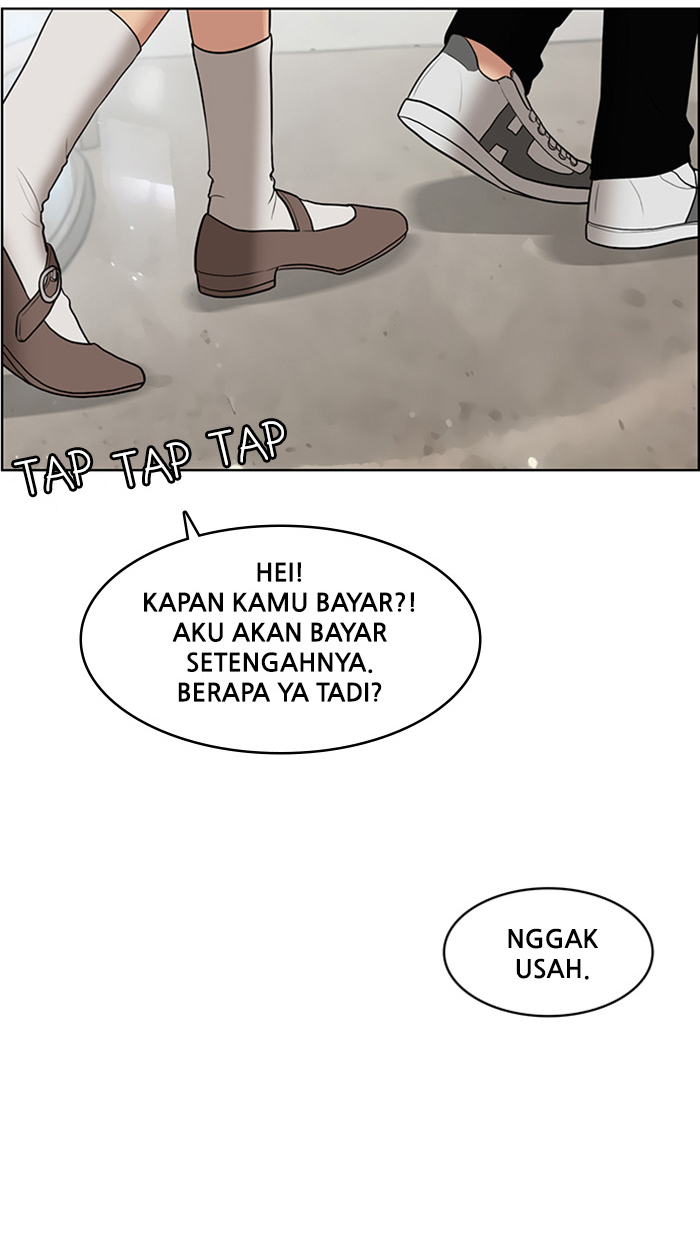 TAP TAP TAP
HEI!
KAPAN KAMU BAYAR?!
AKU AKAN BAYAR
SETENGAHNYA.
BERAPA YA TADI?
NGGAK
USAH.